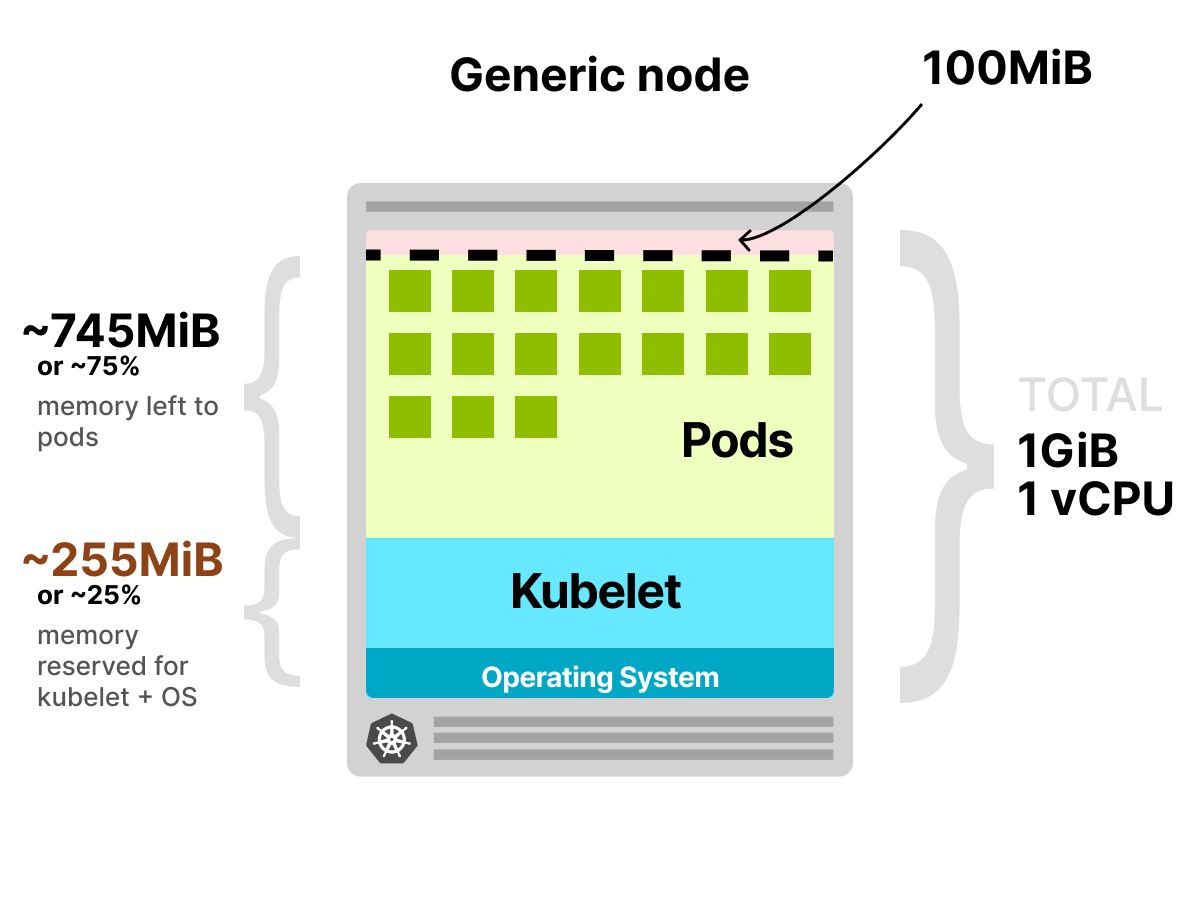 Generic node
100MiB
~745MiB
or ~75%
memory left to
pods
~255MiB
or ~25%
memory
reserved for
kubelet + OS
Pods
Kubelet
Operating System
TOTAL
1GiB
1 vCPU